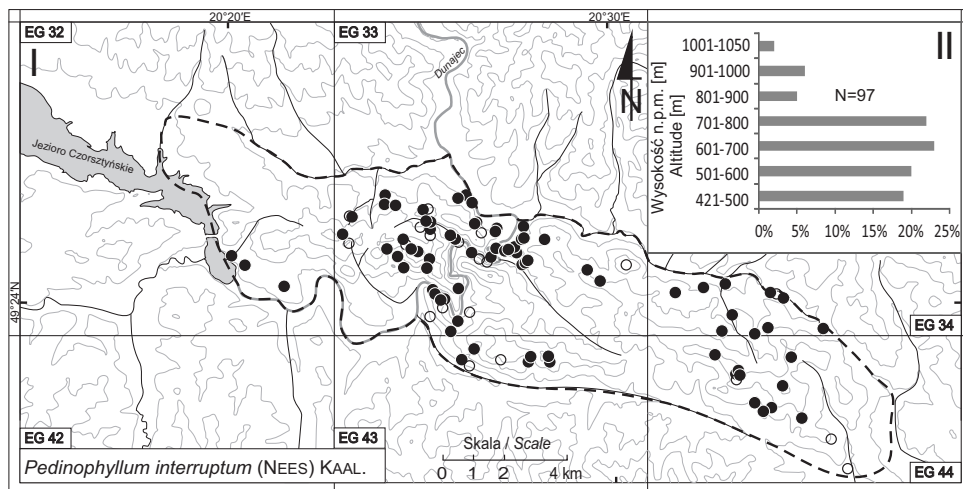 20°20'E
20°30'E
EG 32
EG 33
I
II
Dunajec
N
Jezioro Czorsztyńskie
Wysokość n.p.m. [m]
Altitude [m]
1001-1050
901-1000
801-900
701-800
601-700
501-600
421-500
N=97
0% 5% 10% 15% 20% 25%
49°24'N
EG 34
EG 42
EG 43
EG 44
Skala / Scale
0 1 2 4 km
Pedinophyllum interruptum (NEES) KAAL.